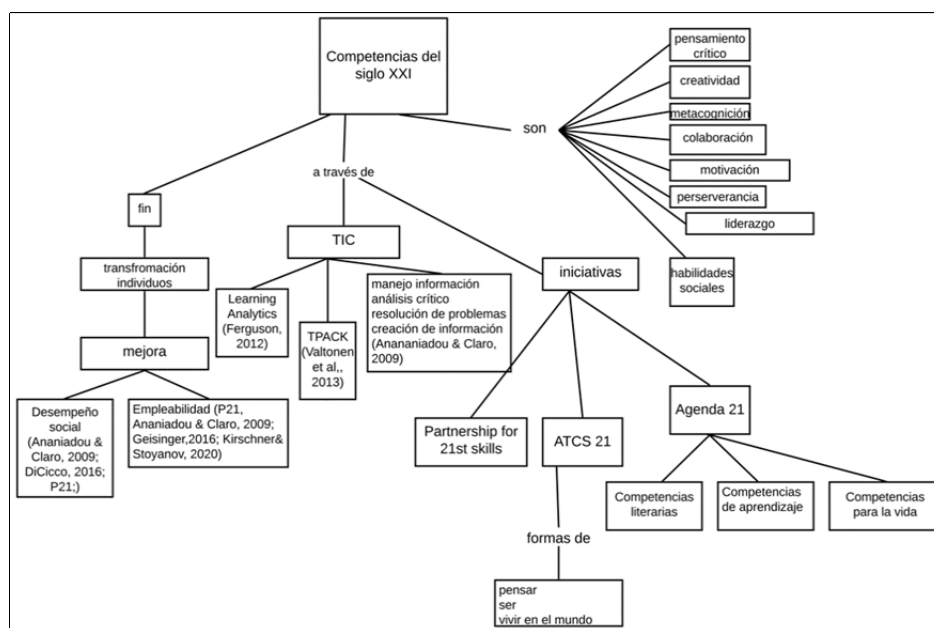 Competencias del
siglo XXI
son
pensamiento
crítico
creatividad
metacognición
colaboración
motivación
perserverancia
liderazgo
habilidades
sociales
a través de
fin
transfromación
individuos
mejora
Desempeño
social
(Ananiadou &
Claro, 2009;
DiCicco, 2016;
P21;)
Empleabilidad (P21,
Ananiadou & Claro, 2009;
Geisinger,2016; Kirschner&
Stoyanov, 2020)
TIC
Learning
Analytics
(Ferguson,
2012)
TPACK
(Valtonen
et al,,
2013)
manejo información
análisis crítico
resolución de problemas
creación de información
(Anananiadou & Claro,
2009)
iniciativas
Partnership for
21st skills
ATCS 21
Agenda 21
formas de
pensar
ser
vivir en el mundo
Competencias
literarias
Competencias
de aprendizaje
Competencias
para la vida